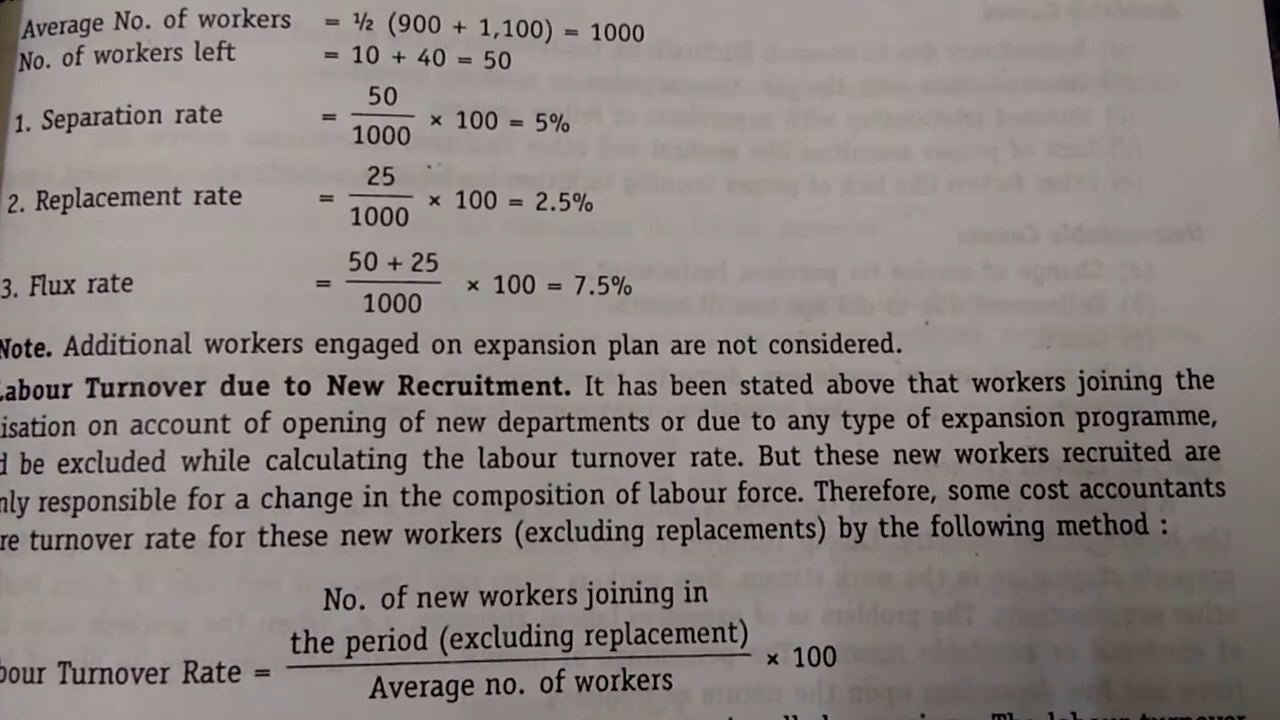 Average No. of workers = ½ (900 + 1,100) = 1000
No. of workers left = 10 + 40 = 50
1. Separation rate = 50/1000 × 100 = 5%
2. Replacement rate = 25/1000 × 100 = 2.5%
3. Flux rate = 50 + 25/1000 × 100 = 7.5%
Note. Additional workers engaged on expansion plan are not considered.
abour Turnover due to New Recruitment. It has been stated above that workers joining the
isation on account of opening of new departments or due to any type of expansion programme,
d be excluded while calculating the labour turnover rate. But these new workers recruited are
nly responsible for a change in the composition of labour force. Therefore, some cost accountants
re turnover rate for these new workers (excluding replacements) by the following method :
No. of new workers joining in
the period (excluding replacement)
bour Turnover Rate = × 100
Average no. of workers